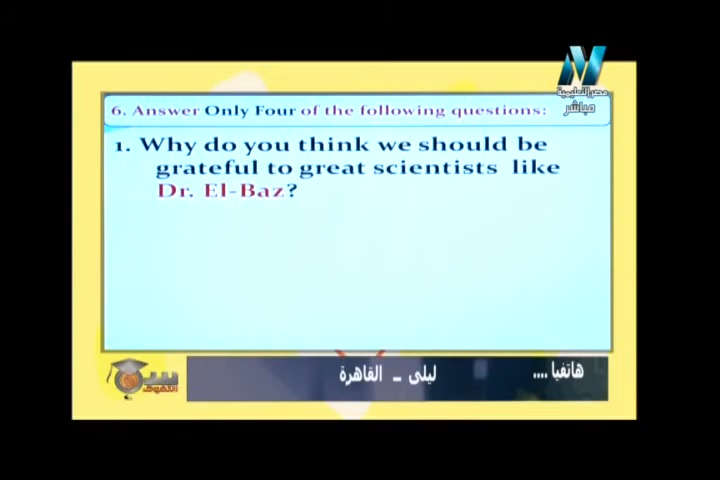 مصر التعليمية
مباشر
6. Answer Only Four of the following questions:
1. Why do you think we should be
grateful to great scientists like
Dr. El-Baz?
هاتفيا .... ليلى - القاهرة